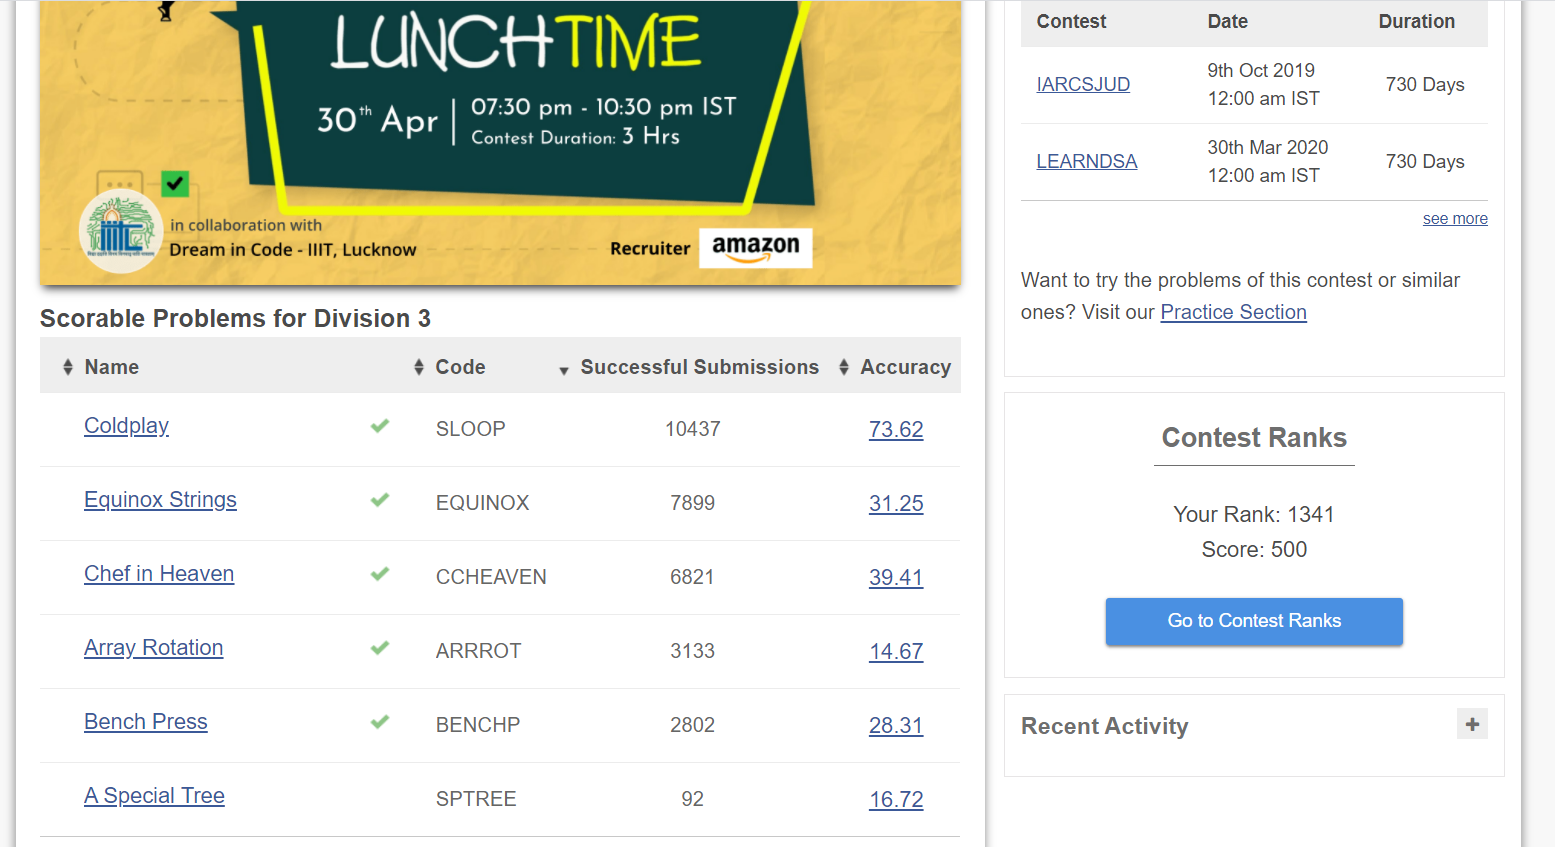 LUNCHTIME
30th Apr
07:30 pm - 10:30 pm IST
Contest Duration: 3 Hrs
in collaboration with
Dream in Code - IIIT, Lucknow
Recruiter amazon
Scorable Problems for Division 3
Name Code Successful Submissions Accuracy
Coldplay SLOOP 10437 73.62
Equinox Strings EQUINOX 7899 31.25
Chef in Heaven CCHEAVEN 6821 39.41
Array Rotation ARRROT 3133 14.67
Bench Press BENCHP 2802 28.31
A Special Tree SPTREE 92 16.72
Contest Date Duration
IARCSJUD 9th Oct 2019 730 Days
12:00 am IST
LEARNDSA 30th Mar 2020 730 Days
12:00 am IST
see more
Want to try the problems of this contest or similar
ones? Visit our Practice Section
Contest Ranks
Your Rank: 1341
Score: 500
Go to Contest Ranks
Recent Activity +